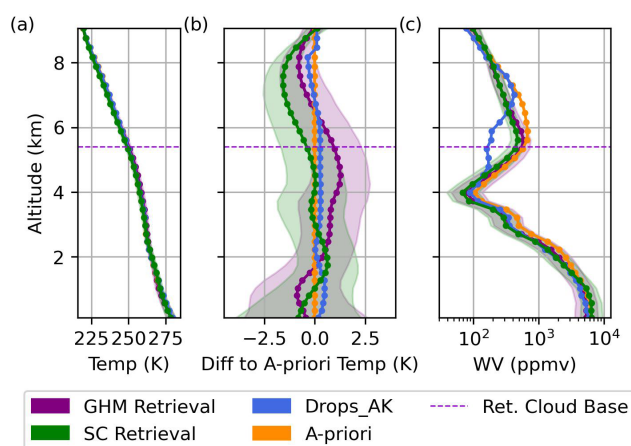 (a) (b) (c)
Altitude (km)
8
6
4
2
225 250 275
−2.5 0.0 2.5
10² 10³ 10⁴
Temp (K) Diff to A-priori Temp (K) WV (ppmv)
GHM Retrieval Drops_AK Ret. Cloud Base
SC Retrieval A-priori